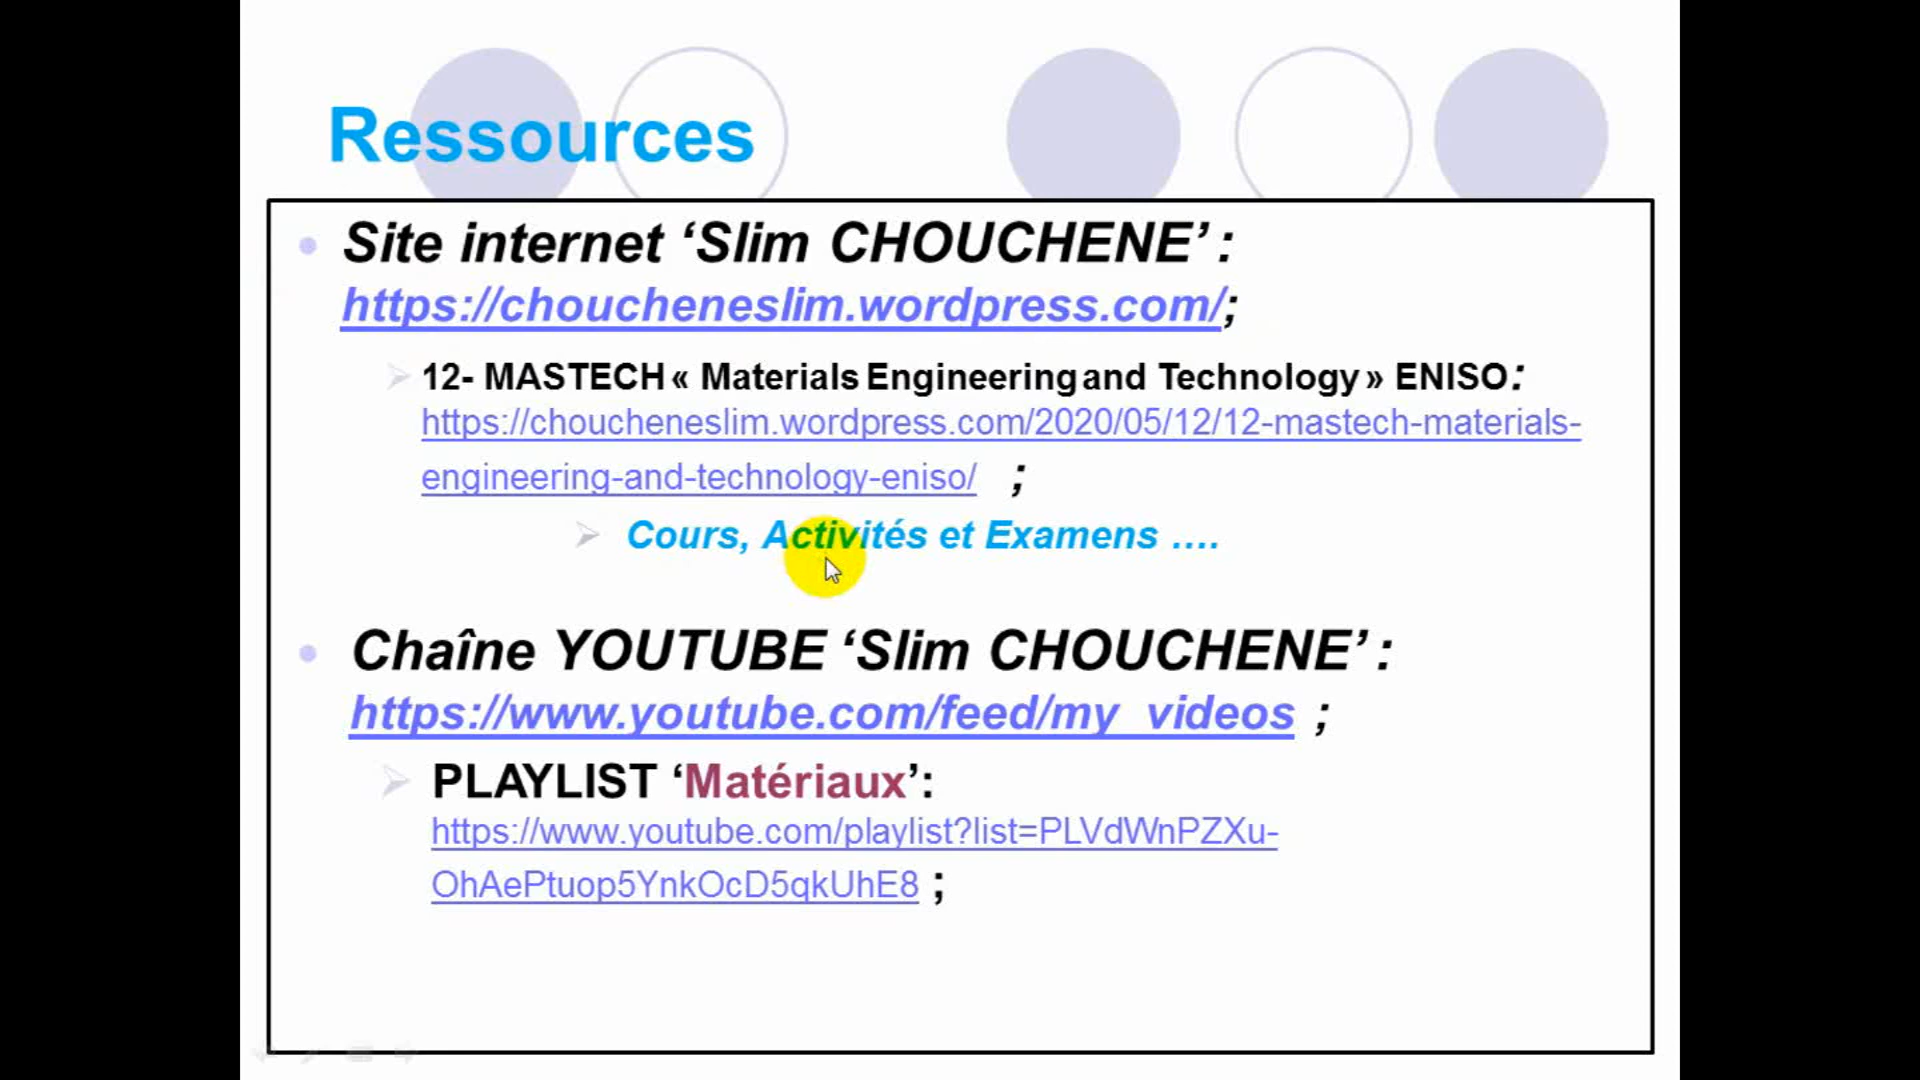 Ressources
Site internet ‘Slim CHOUCHENE’ :
https://choucheneslim.wordpress.com/;
12- MASTECH « Materials Engineering and Technology » ENISO:
https://choucheneslim.wordpress.com/2020/05/12/12-mastech-materials-
engineering-and-technology-eniso/ ;
Cours, Activités et Examens ....
Chaîne YOUTUBE ‘Slim CHOUCHENE’ :
https://www.youtube.com/feed/my_videos ;
PLAYLIST ‘Matériaux’:
https://www.youtube.com/playlist?list=PLVdWnPZXu-
OhAePtuop5YnkOcD5qkUhE8 ;